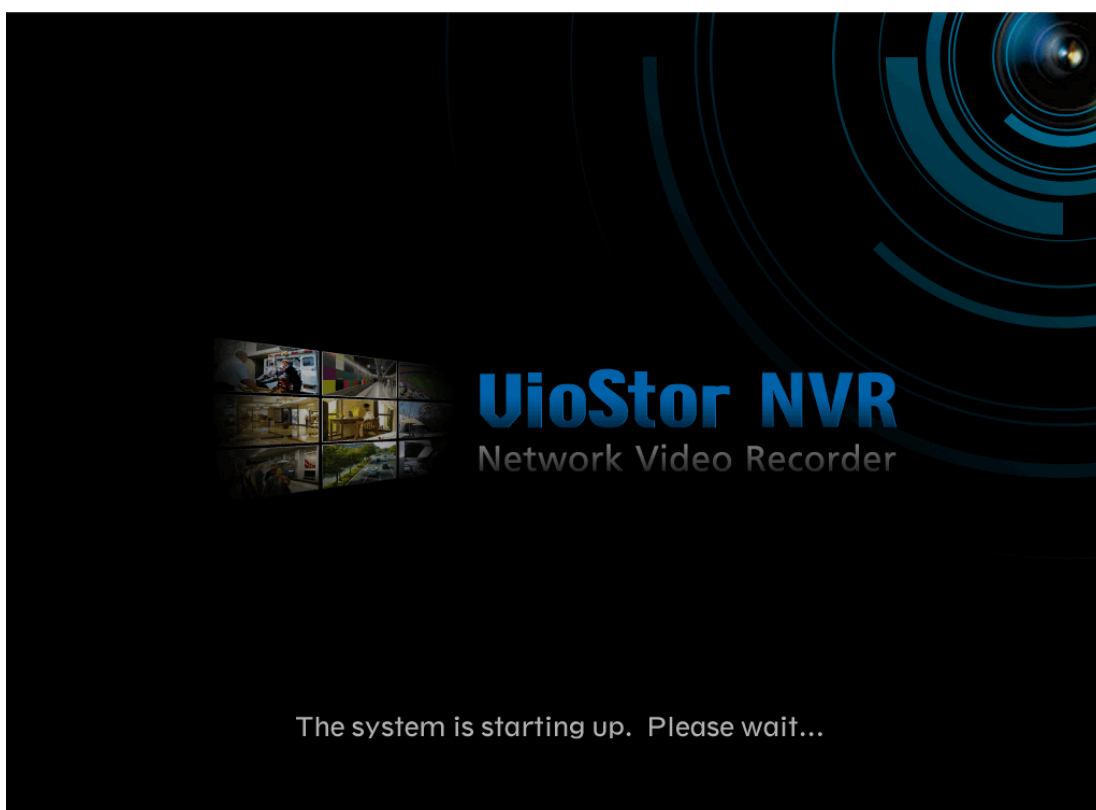 VioStor NVR
Network Video Recorder
The system is starting up. Please wait...